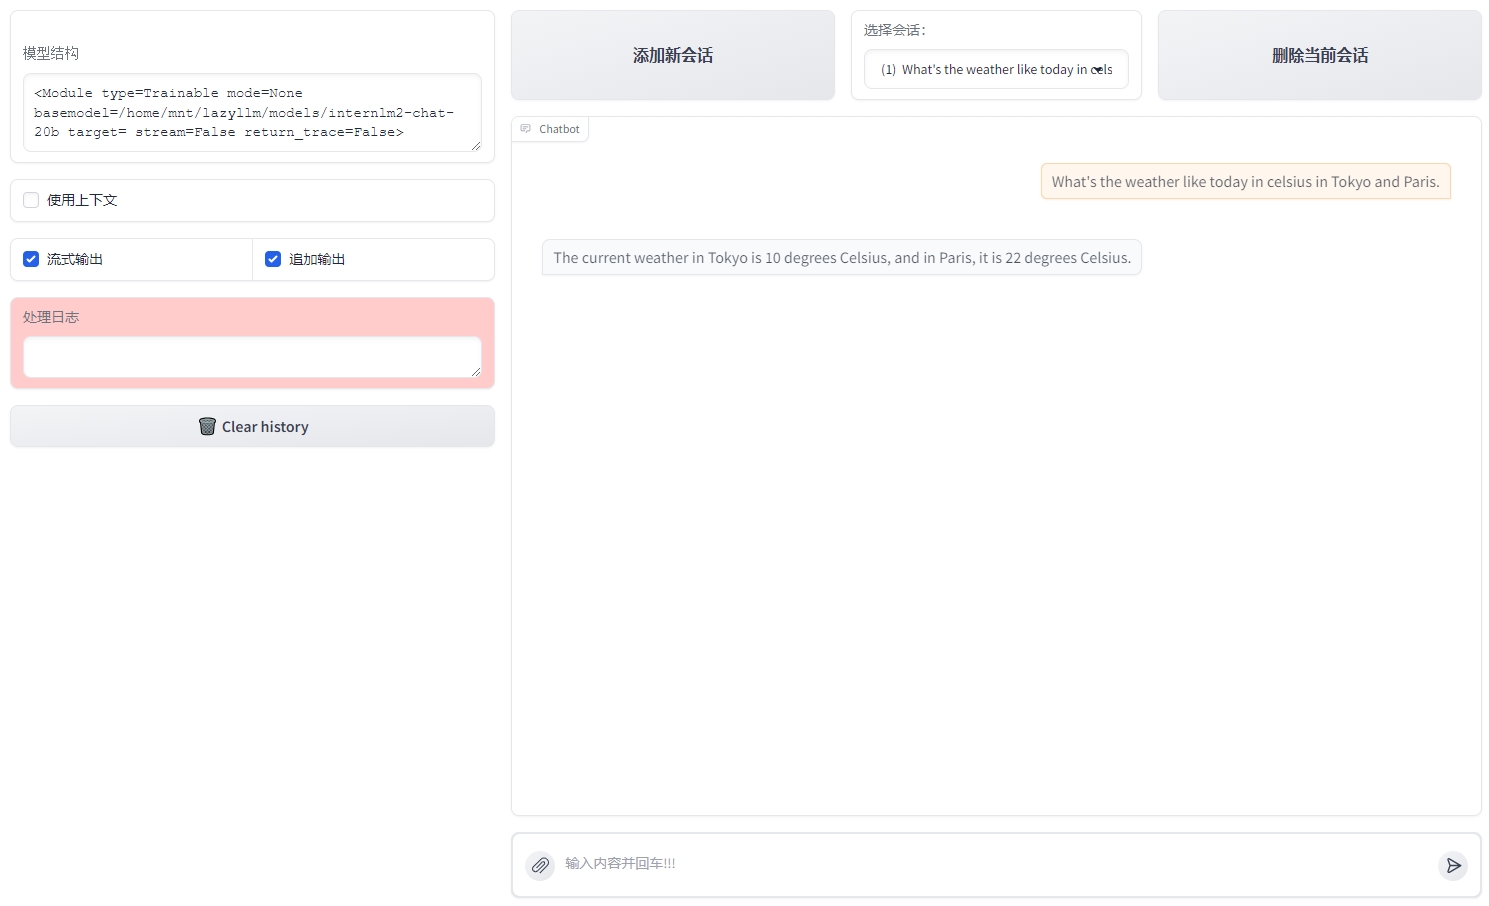 模型结构
<Module type=Trainable mode=None
basemodel=/home/mnt/lazyllm/models/internlm2-chat-
20b target= stream=False return_trace=False>
使用上下文
流式输出
追加输出
处理日志
Clear history
添加新会话
选择会话：
(1) What's the weather like today in cels
删除当前会话
Chatbot
What's the weather like today in celsius in Tokyo and Paris.
The current weather in Tokyo is 10 degrees Celsius, and in Paris, it is 22 degrees Celsius.
输入内容并回车!!!